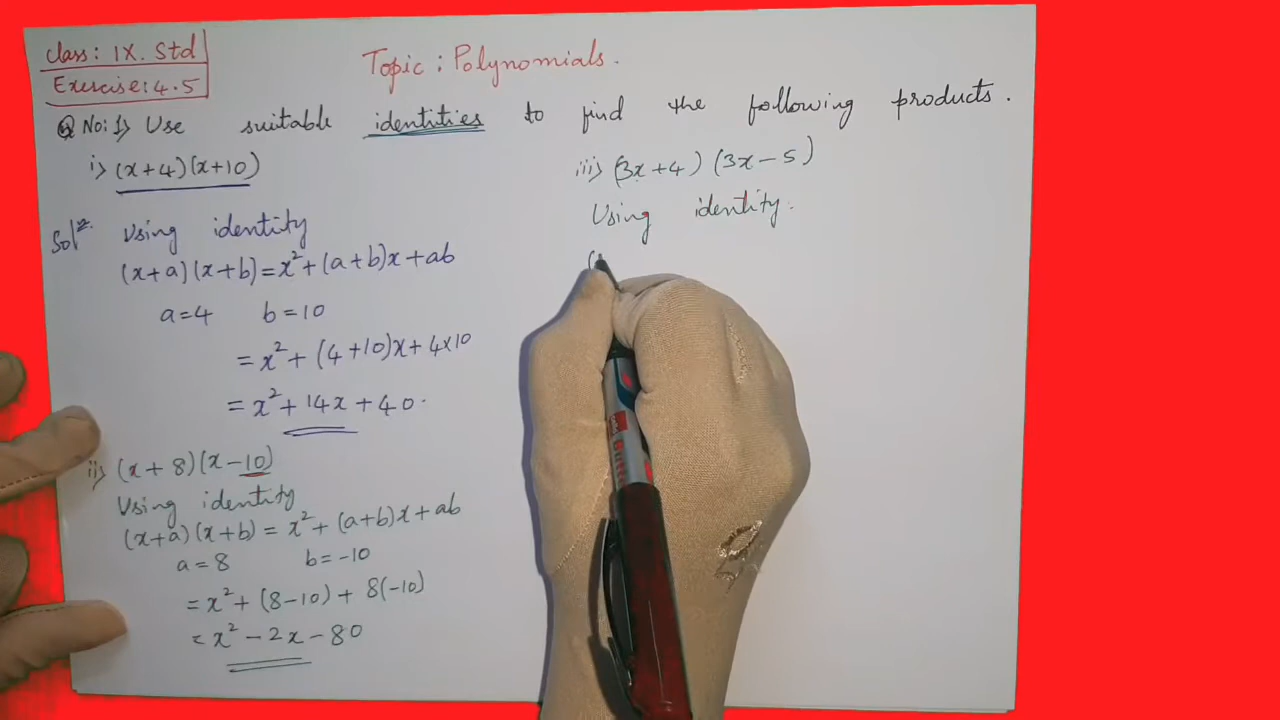 Class: IX. Std
Exercise: 4.5
Topic: Polynomials.
Q No: 1) Use suitable identities to find the following products.
i) (x+4)(x+10)
Sol
Using identity
(x+a)(x+b)=x²+(a+b)x+ab
a=4 b=10
=x²+(4+10)x+4×10
=x²+14x+40.
ii) (x+8)(x-10)
Using identity
(x+a)(x+b)=x²+(a+b)x+ab
a=8 b=-10
=x²+(8-10)+8(-10)
=x²-2x-80
iii) (3x+4)(3x-5)
Using identity.
(